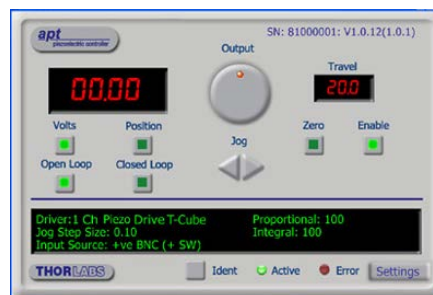 apt
piezoelectric controller
SN: 81000001: V1.0.12(1.0.1)
Output
Travel
00.00
20.0
Volts
Position
Zero
Enable
Jog
Open Loop
Closed Loop
Driver:1 Ch Piezo Drive T-Cube
Proportional: 100
Jog Step Size: 0.10
Integral: 100
Input Source: +ve BNC (+ SW)
THORLABS
Ident
Active
Error
Settings